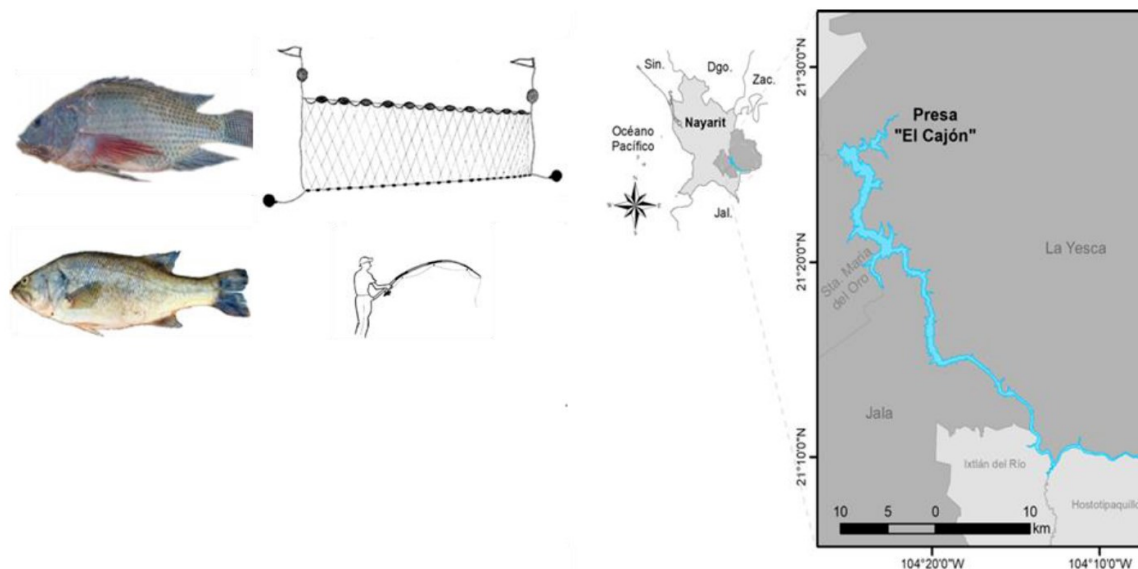 Sin.
Dgo.
Zac.
Nayarit
Océano
Pacífico
Jal.
Presa
"El Cajón"
La Yesca
Sta. María
del Oro
Jala
Ixtlán del Río
Hostotipaquillo
10 5 0 10
km
21°30'0"N
21°20'0"N
21°10'0"N
104°20'0"W
104°10'0"W